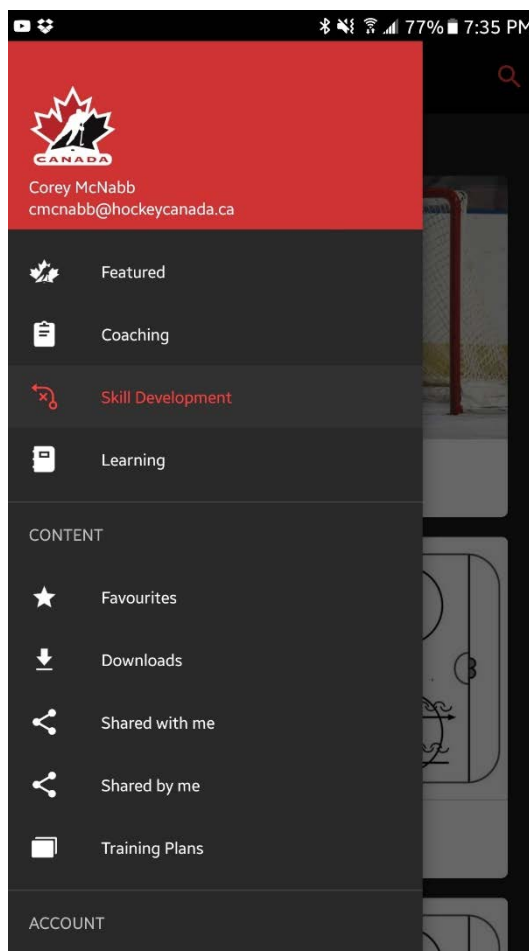 77% 7:35 PM
CANADA
Corey McNabb
cmcnabb@hockeycanada.ca
Featured
Coaching
Skill Development
Learning
CONTENT
Favourites
Downloads
Shared with me
Shared by me
Training Plans
ACCOUNT